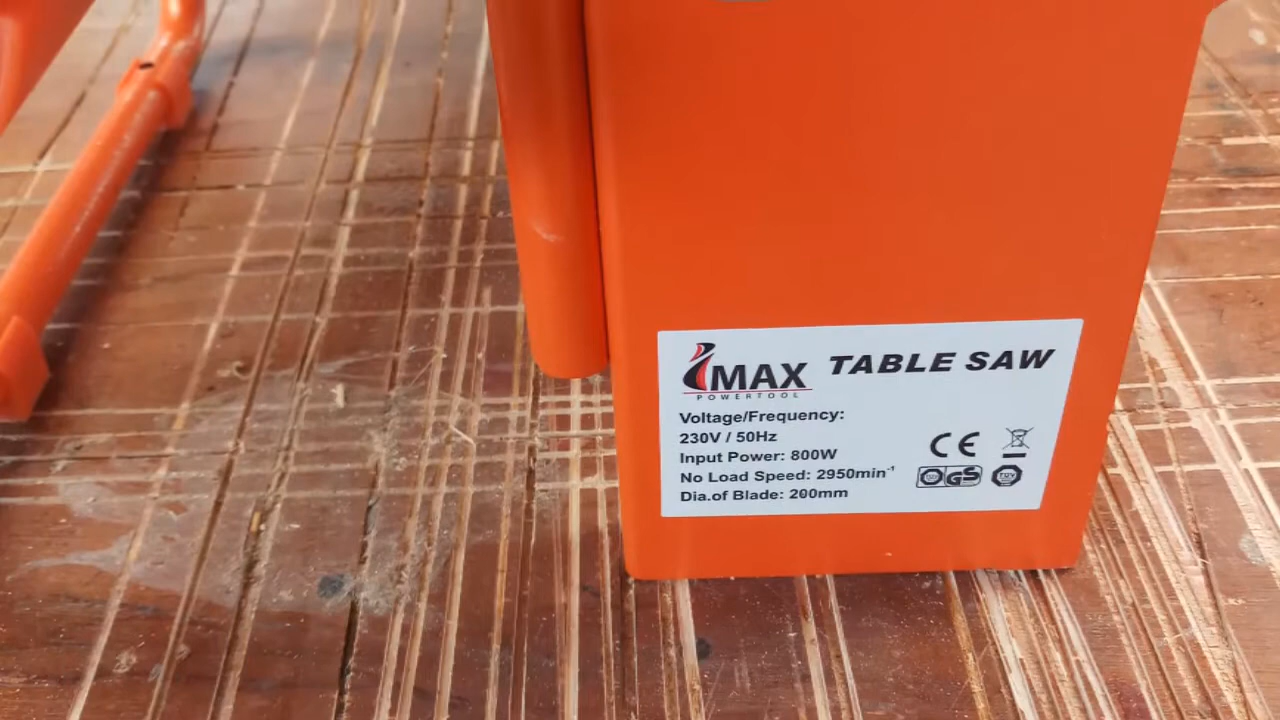 iMAX
POWERTOOL
TABLE SAW
Voltage/Frequency:
230V / 50Hz
Input Power: 800W
No Load Speed: 2950min⁻¹
Dia.of Blade: 200mm
CE
GS
TÜV